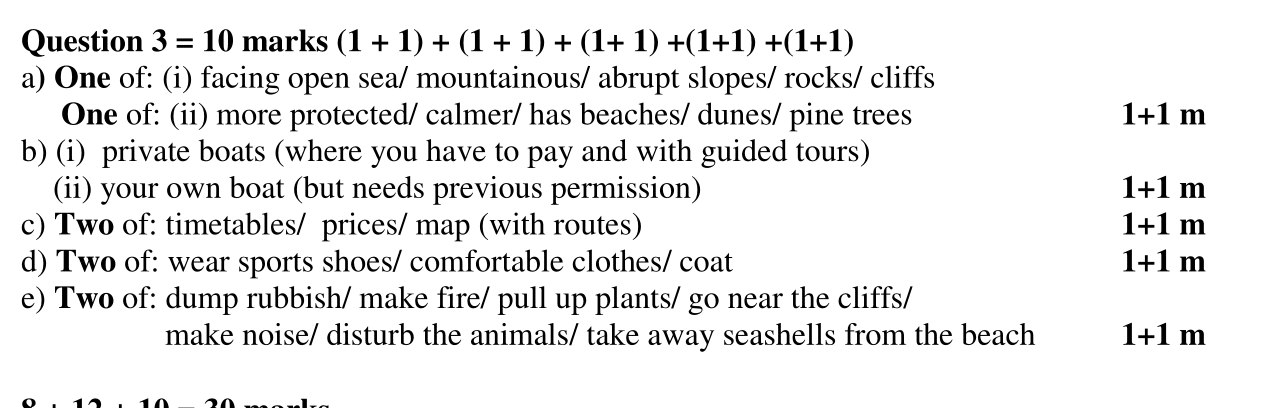 Question 3 = 10 marks (1 + 1) + (1 + 1) + (1+ 1) +(1+1) +(1+1)
a) One of: (i) facing open sea/ mountainous/ abrupt slopes/ rocks/ cliffs
One of: (ii) more protected/ calmer/ has beaches/ dunes/ pine trees 1+1 m
b) (i) private boats (where you have to pay and with guided tours)
(ii) your own boat (but needs previous permission) 1+1 m
c) Two of: timetables/ prices/ map (with routes) 1+1 m
d) Two of: wear sports shoes/ comfortable clothes/ coat 1+1 m
e) Two of: dump rubbish/ make fire/ pull up plants/ go near the cliffs/
make noise/ disturb the animals/ take away seashells from the beach 1+1 m
8 + 12 + 10 = 30 marks